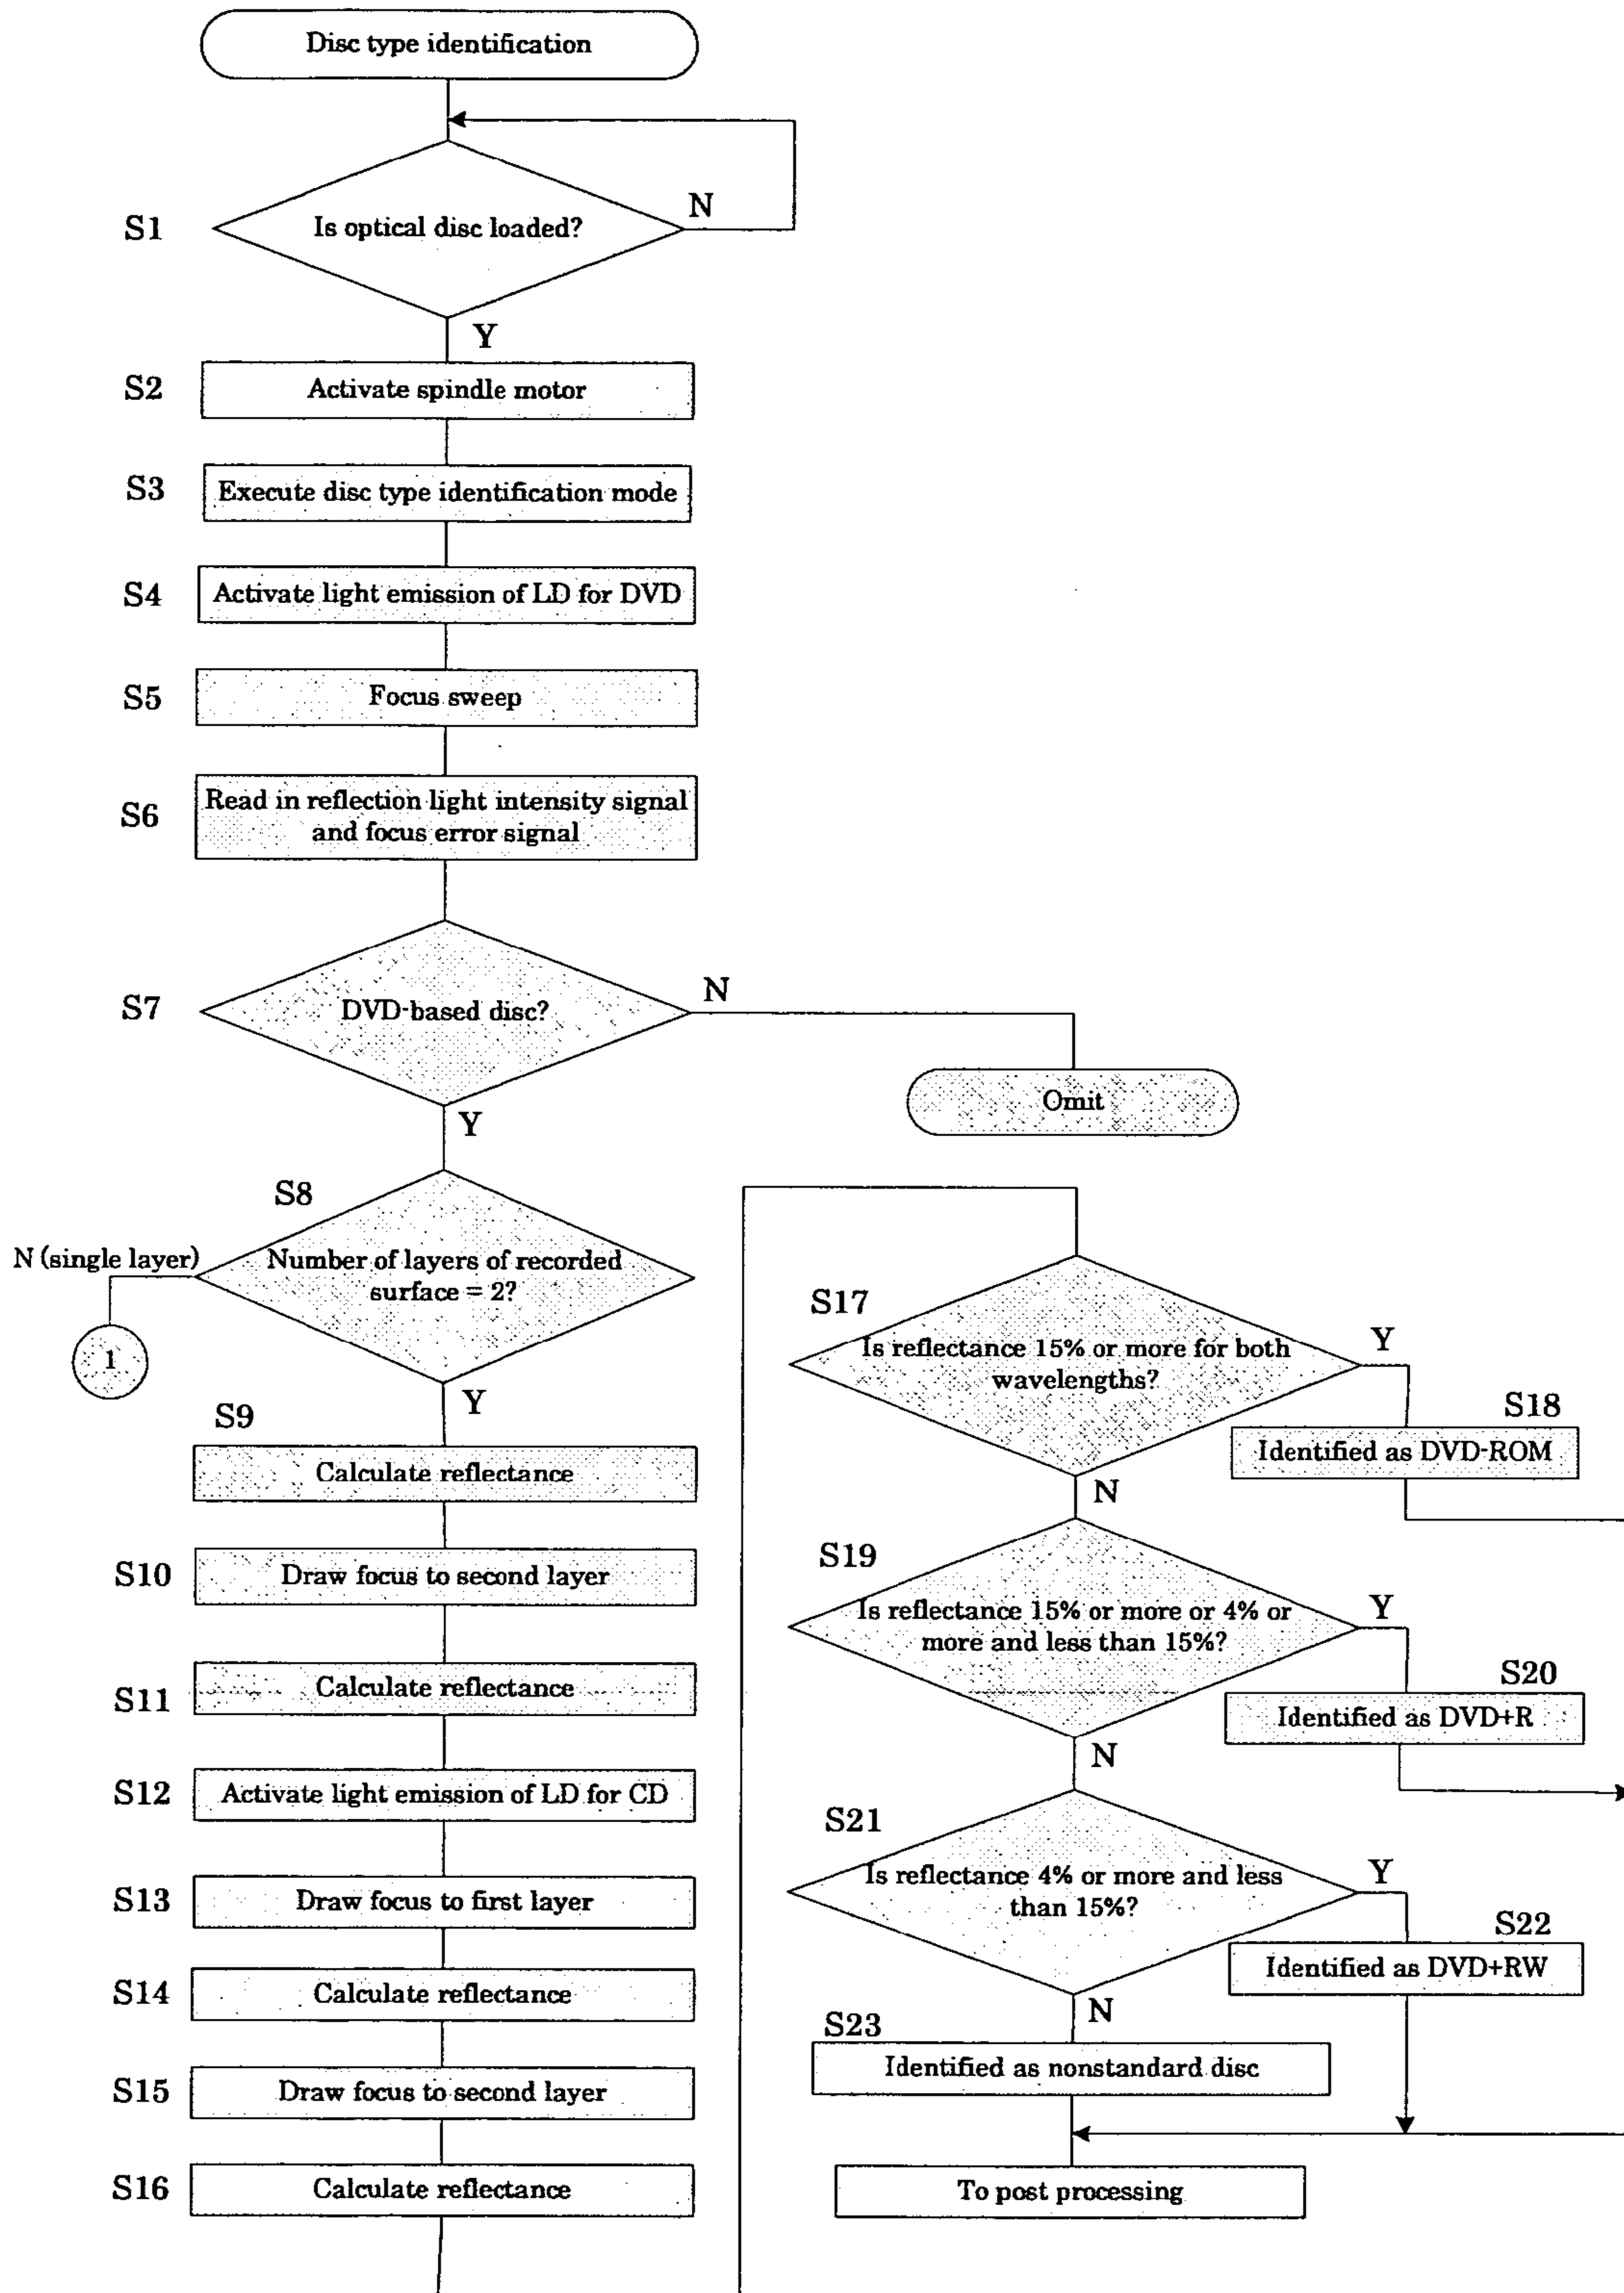 Disc type identification
S1
Is optical disc loaded?
N
Y
S2
Activate spindle motor
S3
Execute disc type identification mode
S4
Activate light emission of LD for DVD
S5
Focus sweep
S6
Read in reflection light intensity signal
and focus error signal
S7
DVD-based disc?
N
Omit
Y
S8
N (single layer)
Number of layers of recorded
surface = 2?
1
Y
S9
Calculate reflectance
S10
Draw focus to second layer
S11
Calculate reflectance
S12
Activate light emission of LD for CD
S13
Draw focus to first layer
S14
Calculate reflectance
S15
Draw focus to second layer
S16
Calculate reflectance
S17
Is reflectance 15% or more for both
wavelengths?
Y
S18
Identified as DVD-ROM
N
S19
Is reflectance 15% or more or 4% or
more and less than 15%?
Y
S20
Identified as DVD+R
N
S21
Is reflectance 4% or more and less
than 15%?
Y
S22
Identified as DVD+RW
N
S23
Identified as nonstandard disc
To post processing